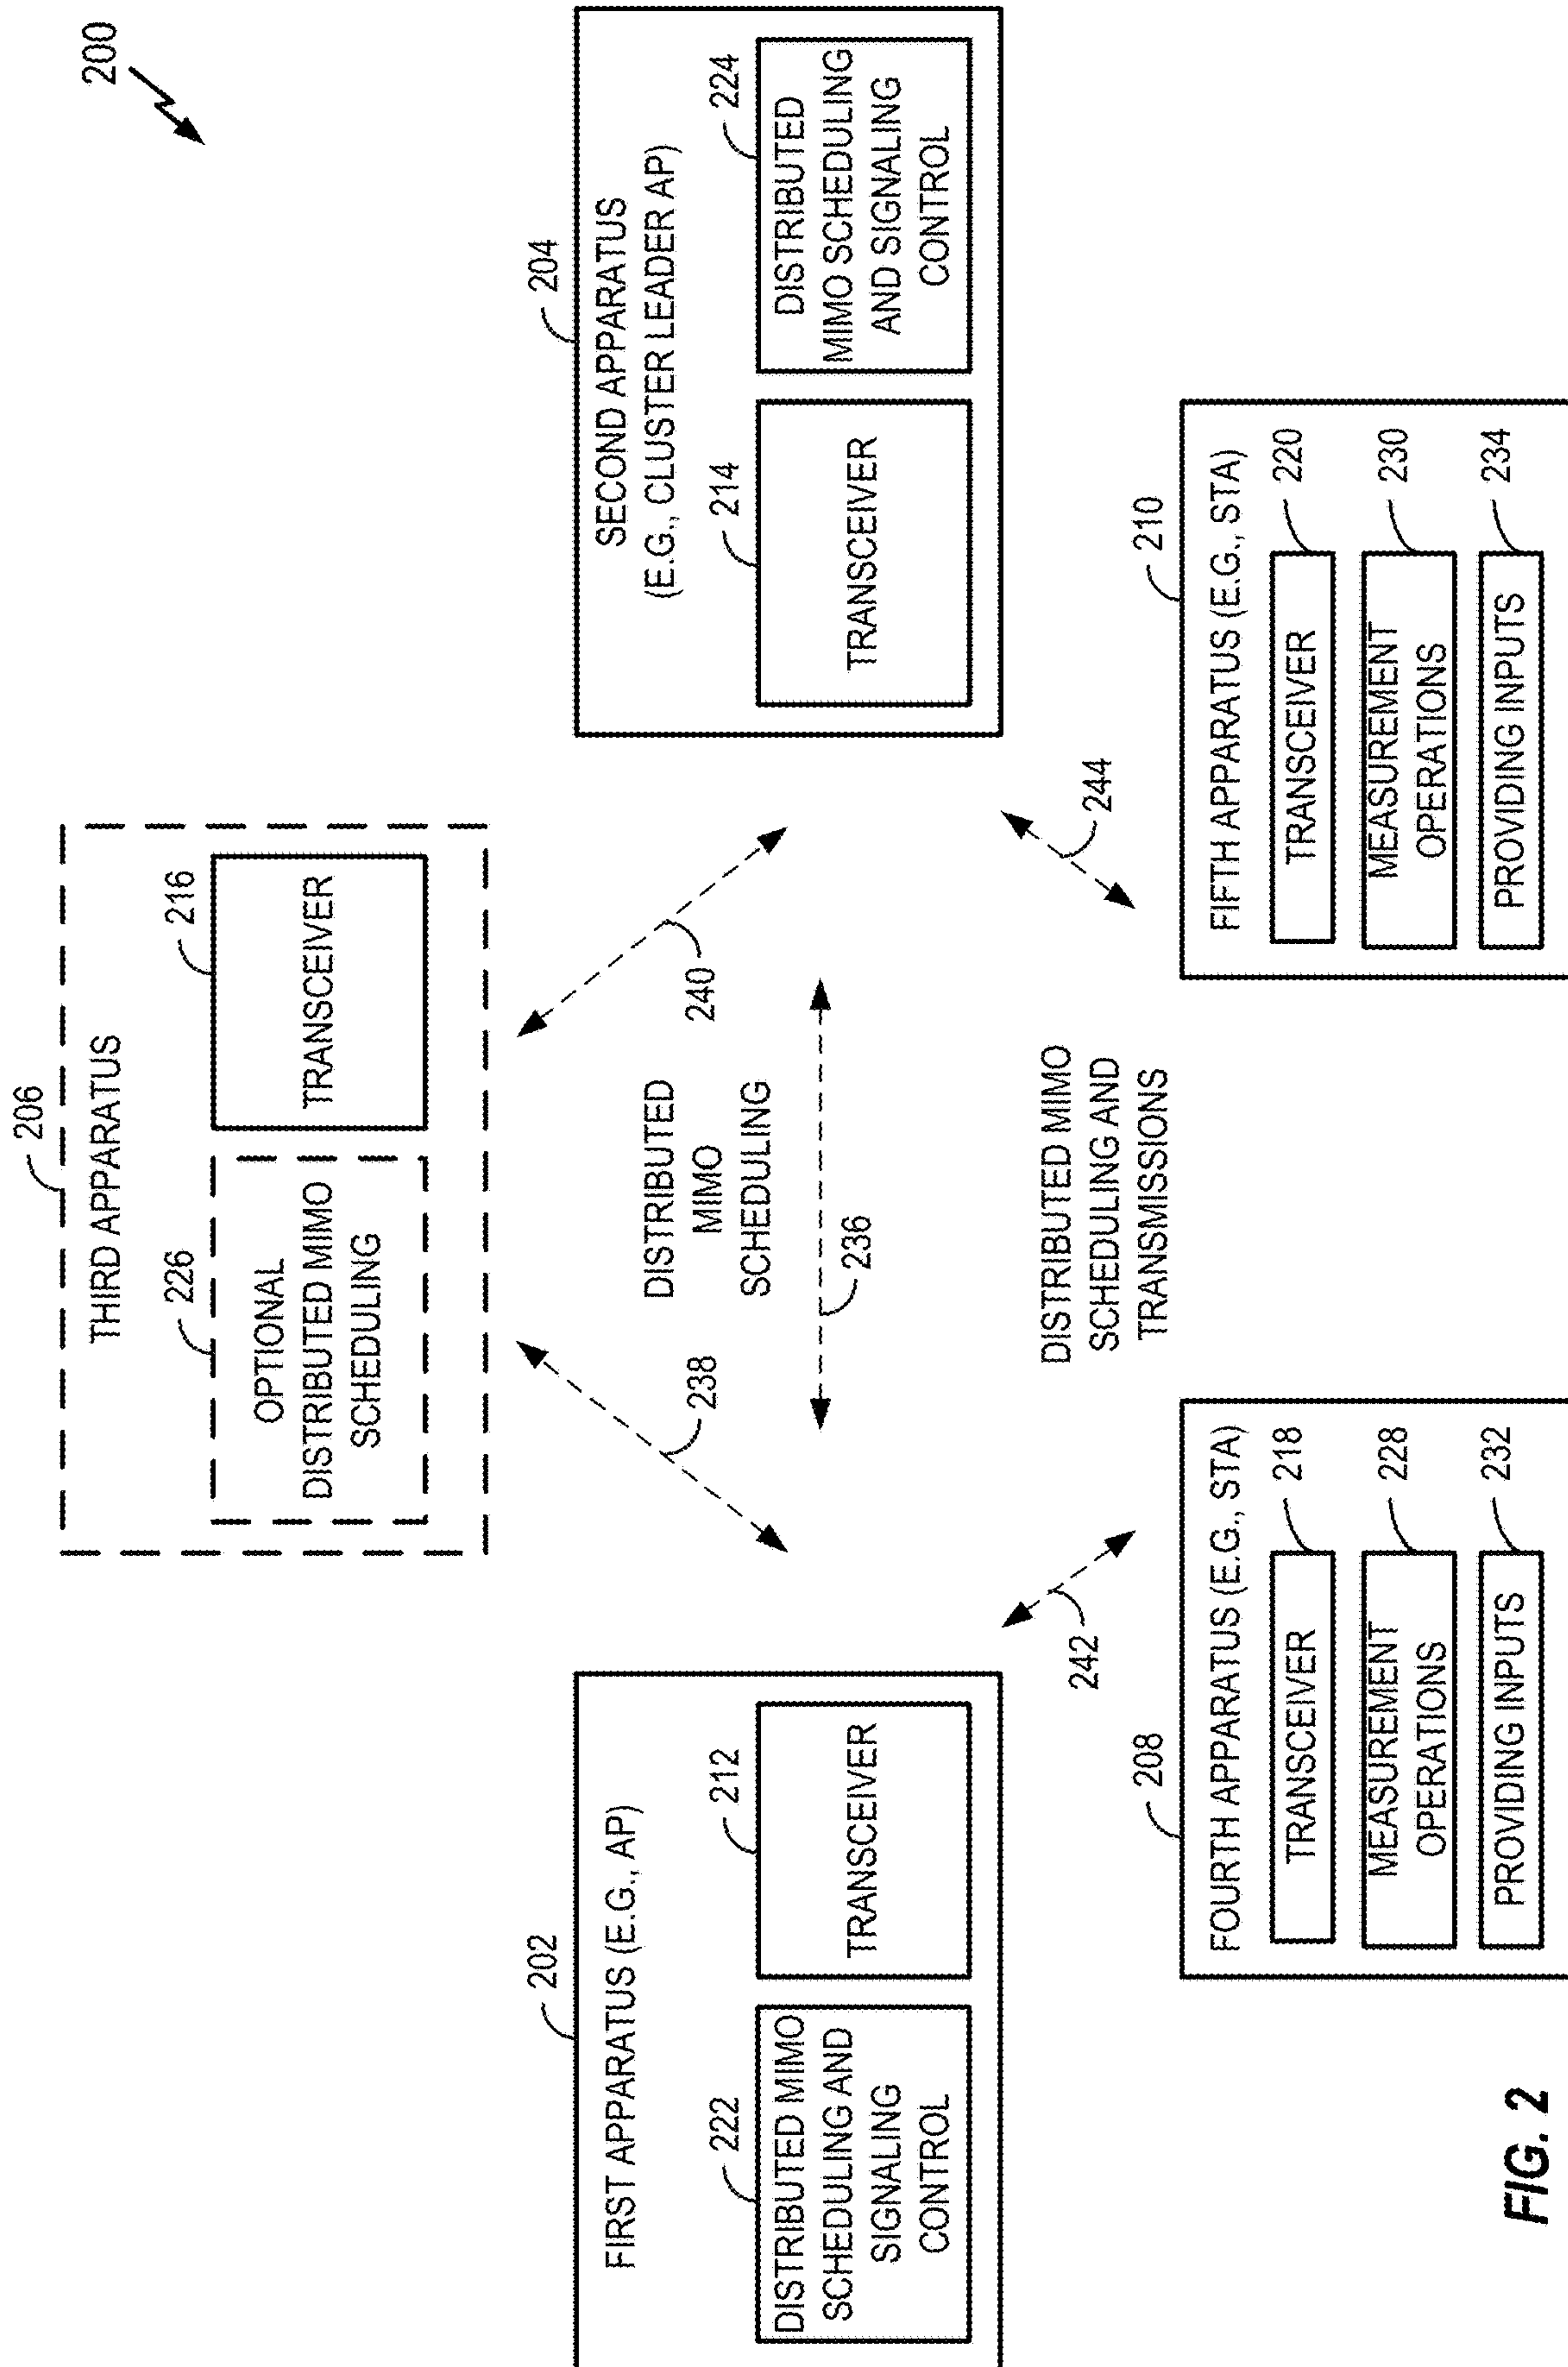 200
206
THIRD APPARATUS
226
OPTIONAL
DISTRIBUTED MIMO
SCHEDULING
216
TRANSCEIVER
202
FIRST APPARATUS (E.G., AP)
222
DISTRIBUTED MIMO
SCHEDULING AND
SIGNALING
CONTROL
212
TRANSCEIVER
238
DISTRIBUTED
MIMO
SCHEDULING
240
236
204
SECOND APPARATUS
(E.G., CLUSTER LEADER AP)
214
TRANSCEIVER
224
DISTRIBUTED
MIMO SCHEDULING
AND SIGNALING
CONTROL
242
DISTRIBUTED MIMO
SCHEDULING AND
TRANSMISSIONS
244
208
FOURTH APPARATUS (E.G., STA)
TRANSCEIVER
218
MEASUREMENT
OPERATIONS
228
PROVIDING INPUTS
232
210
FIFTH APPARATUS (E.G., STA)
TRANSCEIVER
220
MEASUREMENT
OPERATIONS
230
PROVIDING INPUTS
234
FIG. 2